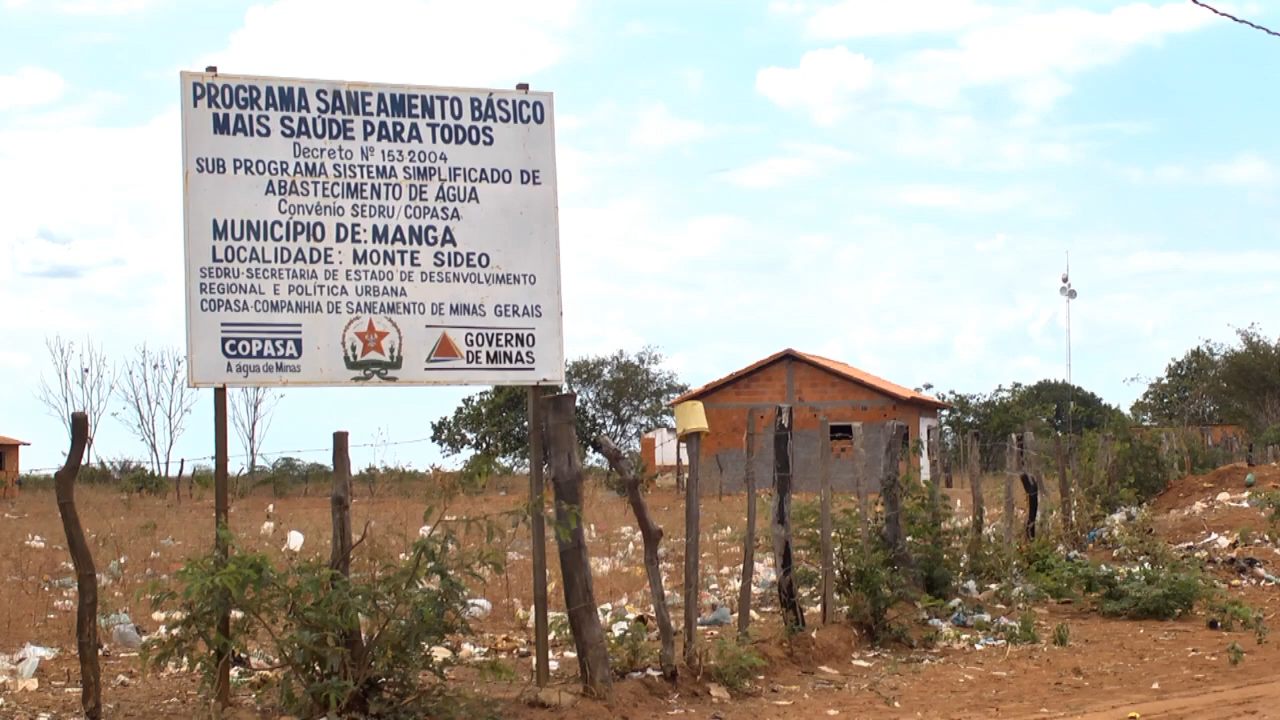 PROGRAMA SANEAMENTO BÁSICO
MAIS SAÚDE PARA TODOS
Decreto Nº 153-2004
SUB PROGRAMA SISTEMA SIMPLIFICADO DE
ABASTECIMENTO DE ÁGUA
Convênio SEDRU/COPASA
MUNICÍPIO DE: MANGA
LOCALIDADE: MONTE SIDEO
SEDRU-SECRETARIA DE ESTADO DE DESENVOLVIMENTO
REGIONAL E POLÍTICA URBANA
COPASA-COMPANHIA DE SANEAMENTO DE MINAS GERAIS
COPASA
A água de Minas
GOVERNO
DE MINAS